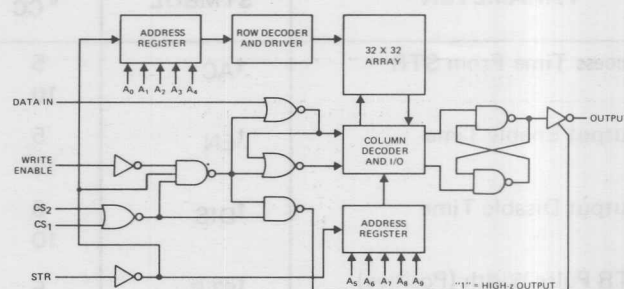 ADDRESS
REGISTER
ROW DECODER
AND DRIVER
32 X 32
ARRAY
A0 A1 A2 A3 A4
DATA IN
WRITE
ENABLE
CS2
CS1
STR
COLUMN
DECODER
AND I/O
OUTPUT
ADDRESS
REGISTER
A5 A6 A7 A8 A9
"1" = HIGH-z OUTPUT